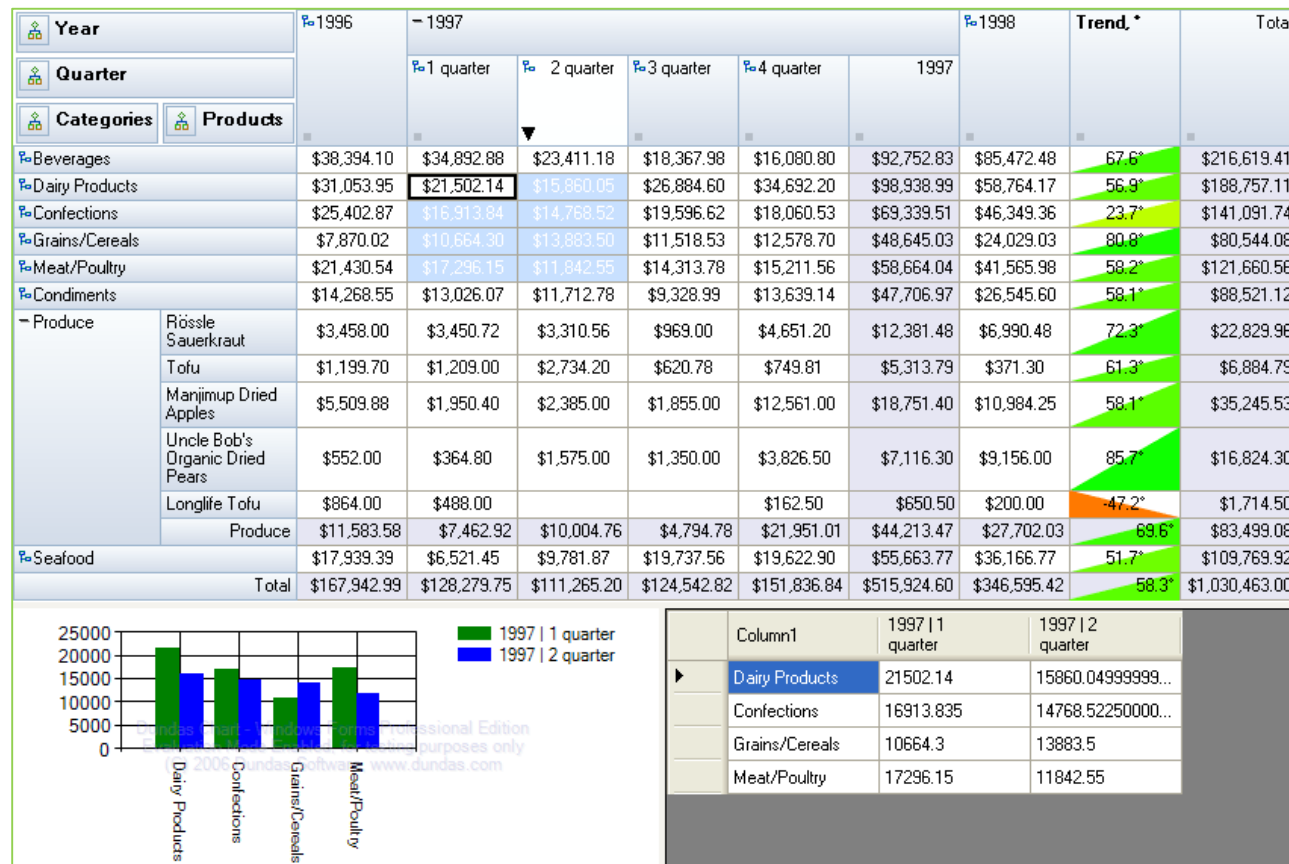 Year 1996 1997 1998 Trend, ° Tota
Quarter 1 quarter 2 quarter 3 quarter 4 quarter 1997
Categories Products
Beverages $38,394.10 $34,892.88 $23,411.18 $18,367.98 $16,080.80 $92,752.83 $85,472.48 67.6° $216,619.41
Dairy Products $31,053.95 $21,502.14 $15,860.05 $26,884.60 $34,692.20 $98,938.99 $58,764.17 56.9° $188,757.11
Confections $25,402.87 $16,913.84 $14,768.52 $19,596.62 $18,060.53 $69,339.51 $46,349.36 23.7° $141,091.74
Grains/Cereals $7,870.02 $10,664.30 $13,883.50 $11,518.53 $12,578.70 $48,645.03 $24,029.03 80.8° $80,544.08
Meat/Poultry $21,430.54 $17,296.15 $11,842.55 $14,313.78 $15,211.56 $58,664.04 $41,565.98 58.2° $121,660.56
Condiments $14,268.55 $13,026.07 $11,712.78 $9,328.99 $13,639.14 $47,706.97 $26,545.60 58.1° $88,521.12
Produce Rössle
Sauerkraut $3,458.00 $3,450.72 $3,310.56 $969.00 $4,651.20 $12,381.48 $6,990.48 72.3° $22,829.96
Tofu $1,199.70 $1,209.00 $2,734.20 $620.78 $749.81 $5,313.79 $371.30 61.3° $6,884.79
Manjimup Dried
Apples $5,509.88 $1,950.40 $2,385.00 $1,855.00 $12,561.00 $18,751.40 $10,984.25 58.1° $35,245.53
Uncle Bob's
Organic Dried
Pears $552.00 $364.80 $1,575.00 $1,350.00 $3,826.50 $7,116.30 $9,156.00 85.7° $16,824.30
Longlife Tofu $864.00 $488.00 $162.50 $650.50 $200.00 -47.2° $1,714.50
Produce $11,583.58 $7,462.92 $10,004.76 $4,794.78 $21,951.01 $44,213.47 $27,702.03 69.6° $83,499.08
Seafood $17,939.39 $6,521.45 $9,781.87 $19,737.56 $19,622.90 $55,663.77 $36,166.77 51.7° $109,769.92
Total $167,942.99 $128,279.75 $111,265.20 $124,542.82 $151,836.84 $515,924.60 $346,595.42 58.3° $1,030,463.00
25000
20000
15000
10000
5000
0
1997 | 1 quarter
1997 | 2 quarter
Dundas Chart - Windows Forms Professional Edition
Evaluation Mode Enabled, for testing purposes only
(C) 2006 Dundas Software, www.dundas.com
Dairy Products
Confections
Grains/Cereals
Meat/Poultry
Column1 1997 | 1
quarter 1997 | 2
quarter
Dairy Products 21502.14 15860.04999999...
Confections 16913.835 14768.52250000...
Grains/Cereals 10664.3 13883.5
Meat/Poultry 17296.15 11842.55